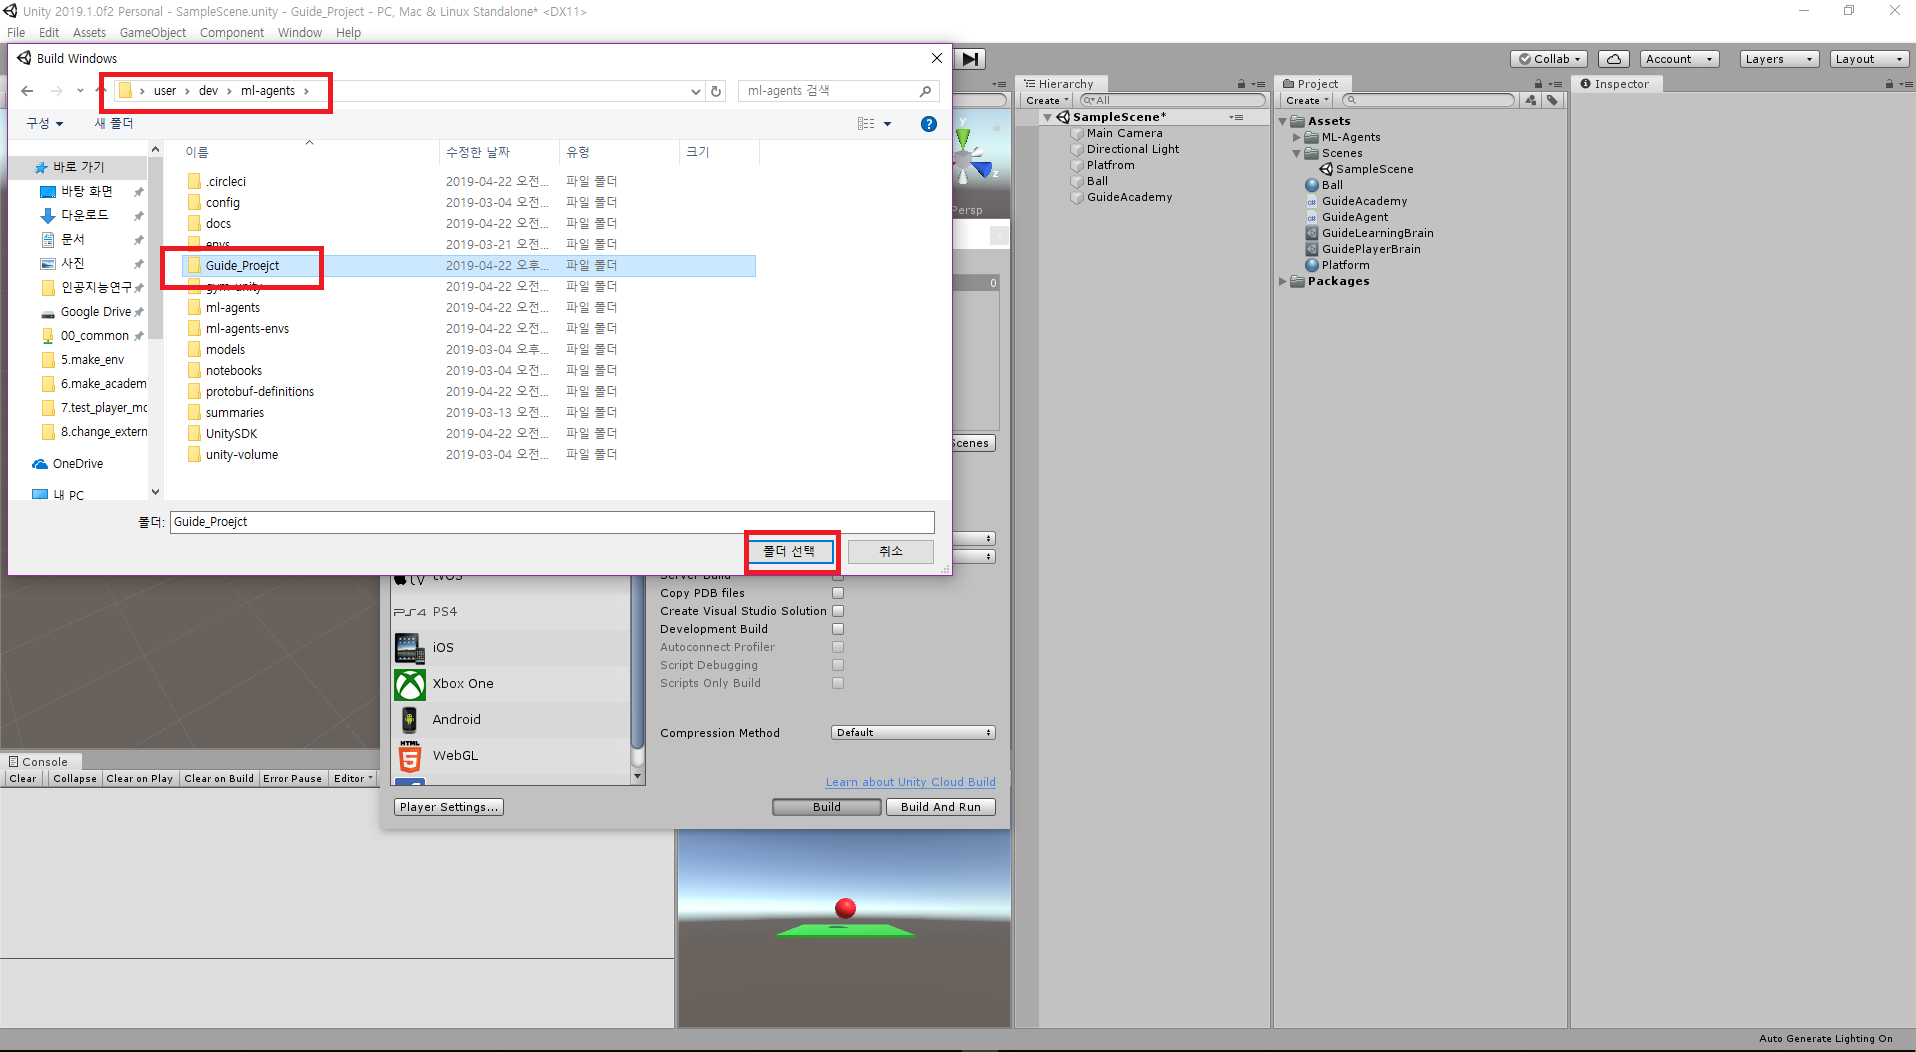 Unity 2019.1.0f2 Personal - SampleScene.unity - Guide_Project - PC, Mac & Linux Standalone* <DX11>
File Edit Assets GameObject Component Window Help
Build Windows
user › dev › ml-agents ›
ml-agents 검색
구성 새 폴더
이름 수정한 날짜 유형 크기
바로 가기
바탕 화면
다운로드
문서
사진
인공지능연구
Google Drive
00_common
5.make_env
6.make_academ
7.test_player_mc
8.change_extern
OneDrive
내 PC
.circleci 2019-04-22 오전... 파일 폴더
config 2019-03-04 오전... 파일 폴더
docs 2019-04-22 오전... 파일 폴더
envs 2019-03-21 오전... 파일 폴더
Guide_Proejct 2019-04-22 오후... 파일 폴더
gym-unity 2019-04-22 오전... 파일 폴더
ml-agents 2019-04-22 오전... 파일 폴더
ml-agents-envs 2019-04-22 오전... 파일 폴더
models 2019-03-04 오후... 파일 폴더
notebooks 2019-03-04 오전... 파일 폴더
protobuf-definitions 2019-04-22 오전... 파일 폴더
summaries 2019-03-13 오전... 파일 폴더
UnitySDK 2019-04-22 오전... 파일 폴더
unity-volume 2019-03-04 오전... 파일 폴더
폴더: Guide_Proejct
폴더 선택 취소
Collab Account Layers Layout
Hierarchy
Create All
SampleScene*
Main Camera
Directional Light
Platfrom
Ball
GuideAcademy
Project
Create
Assets
ML-Agents
Scenes
SampleScene
Ball
GuideAcademy
GuideAgent
GuideLearningBrain
GuidePlayerBrain
Platform
Packages
Inspector
y
z
Persp
0
Scenes
tvOS
PS4
iOS
Xbox One
Android
HTML
5
WebGL
Server Build
Copy PDB files
Create Visual Studio Solution
Development Build
Autoconnect Profiler
Script Debugging
Scripts Only Build
Compression Method Default
Learn about Unity Cloud Build
Player Settings... Build Build And Run
Console
Clear Collapse Clear on Play Clear on Build Error Pause Editor
Auto Generate Lighting On